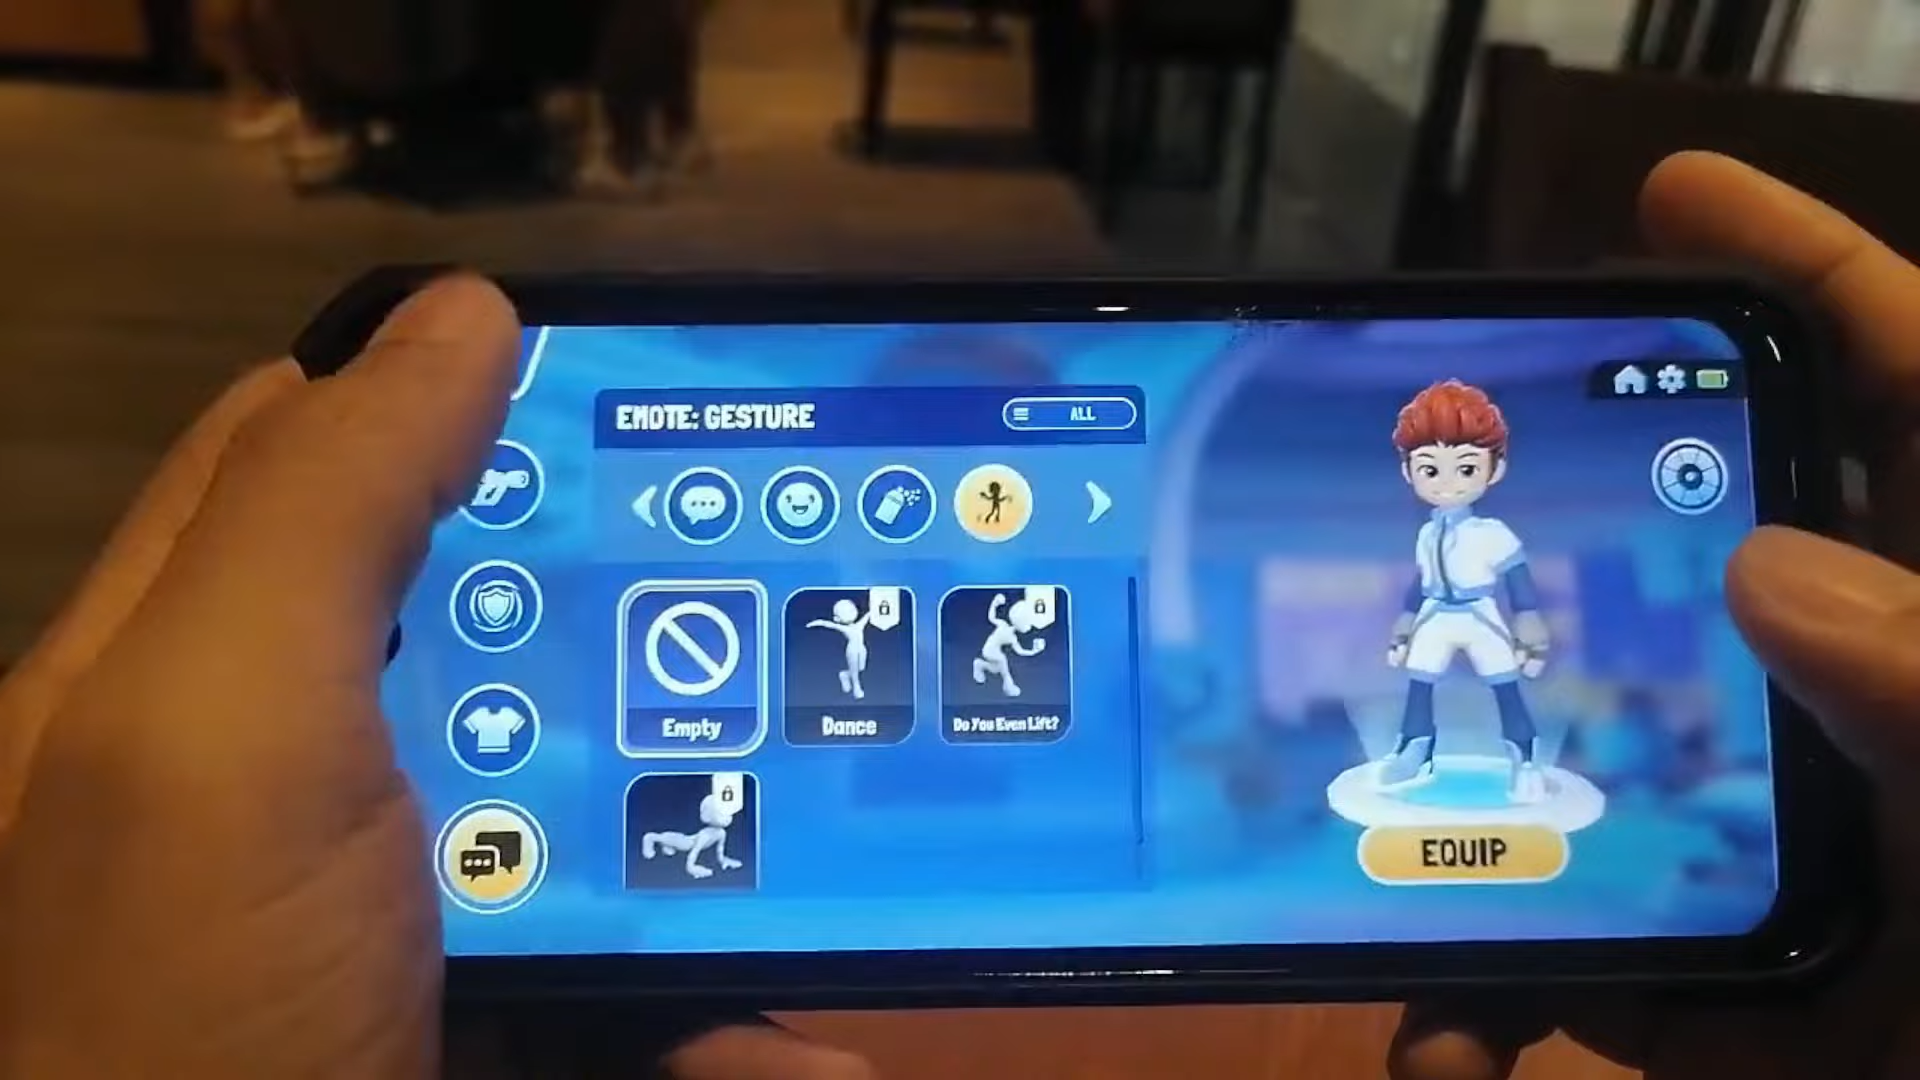 EMOTE: GESTURE
ALL
Empty
Dance
Do You Even Lift?
EQUIP